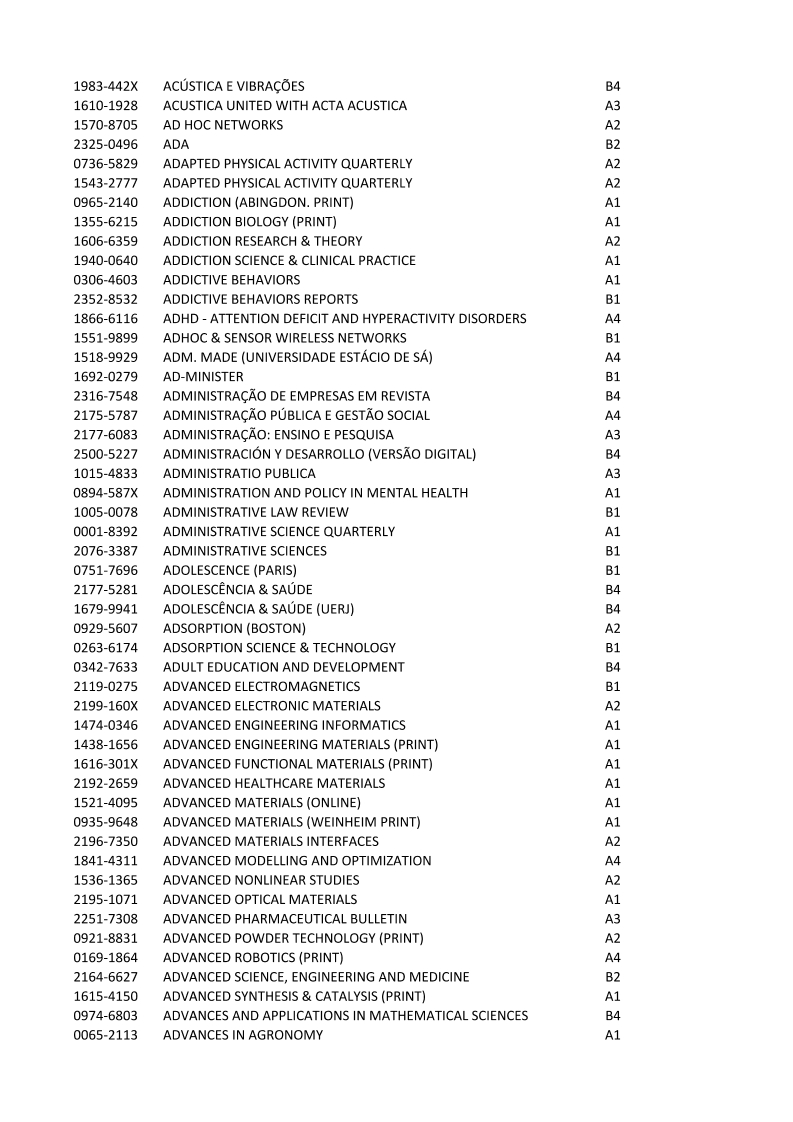 1983-442X ACÚSTICA E VIBRAÇÕES B4
1610-1928 ACUSTICA UNITED WITH ACTA ACUSTICA A3
1570-8705 AD HOC NETWORKS A2
2325-0496 ADA B2
0736-5829 ADAPTED PHYSICAL ACTIVITY QUARTERLY A2
1543-2777 ADAPTED PHYSICAL ACTIVITY QUARTERLY A2
0965-2140 ADDICTION (ABINGDON. PRINT) A1
1355-6215 ADDICTION BIOLOGY (PRINT) A1
1606-6359 ADDICTION RESEARCH & THEORY A2
1940-0640 ADDICTION SCIENCE & CLINICAL PRACTICE A1
0306-4603 ADDICTIVE BEHAVIORS A1
2352-8532 ADDICTIVE BEHAVIORS REPORTS B1
1866-6116 ADHD - ATTENTION DEFICIT AND HYPERACTIVITY DISORDERS A4
1551-9899 ADHOC & SENSOR WIRELESS NETWORKS B1
1518-9929 ADM. MADE (UNIVERSIDADE ESTÁCIO DE SÁ) A4
1692-0279 AD-MINISTER B1
2316-7548 ADMINISTRAÇÃO DE EMPRESAS EM REVISTA B4
2175-5787 ADMINISTRAÇÃO PÚBLICA E GESTÃO SOCIAL A4
2177-6083 ADMINISTRAÇÃO: ENSINO E PESQUISA A3
2500-5227 ADMINISTRACIÓN Y DESARROLLO (VERSÃO DIGITAL) B4
1015-4833 ADMINISTRATIO PUBLICA A3
0894-587X ADMINISTRATION AND POLICY IN MENTAL HEALTH A1
1005-0078 ADMINISTRATIVE LAW REVIEW B1
0001-8392 ADMINISTRATIVE SCIENCE QUARTERLY A1
2076-3387 ADMINISTRATIVE SCIENCES B1
0751-7696 ADOLESCENCE (PARIS) B1
2177-5281 ADOLESCÊNCIA & SAÚDE B4
1679-9941 ADOLESCÊNCIA & SAÚDE (UERJ) B4
0929-5607 ADSORPTION (BOSTON) A2
0263-6174 ADSORPTION SCIENCE & TECHNOLOGY B1
0342-7633 ADULT EDUCATION AND DEVELOPMENT B4
2119-0275 ADVANCED ELECTROMAGNETICS B1
2199-160X ADVANCED ELECTRONIC MATERIALS A2
1474-0346 ADVANCED ENGINEERING INFORMATICS A1
1438-1656 ADVANCED ENGINEERING MATERIALS (PRINT) A1
1616-301X ADVANCED FUNCTIONAL MATERIALS (PRINT) A1
2192-2659 ADVANCED HEALTHCARE MATERIALS A1
1521-4095 ADVANCED MATERIALS (ONLINE) A1
0935-9648 ADVANCED MATERIALS (WEINHEIM PRINT) A1
2196-7350 ADVANCED MATERIALS INTERFACES A2
1841-4311 ADVANCED MODELLING AND OPTIMIZATION A4
1536-1365 ADVANCED NONLINEAR STUDIES A2
2195-1071 ADVANCED OPTICAL MATERIALS A1
2251-7308 ADVANCED PHARMACEUTICAL BULLETIN A3
0921-8831 ADVANCED POWDER TECHNOLOGY (PRINT) A2
0169-1864 ADVANCED ROBOTICS (PRINT) A4
2164-6627 ADVANCED SCIENCE, ENGINEERING AND MEDICINE B2
1615-4150 ADVANCED SYNTHESIS & CATALYSIS (PRINT) A1
0974-6803 ADVANCES AND APPLICATIONS IN MATHEMATICAL SCIENCES B4
0065-2113 ADVANCES IN AGRONOMY A1